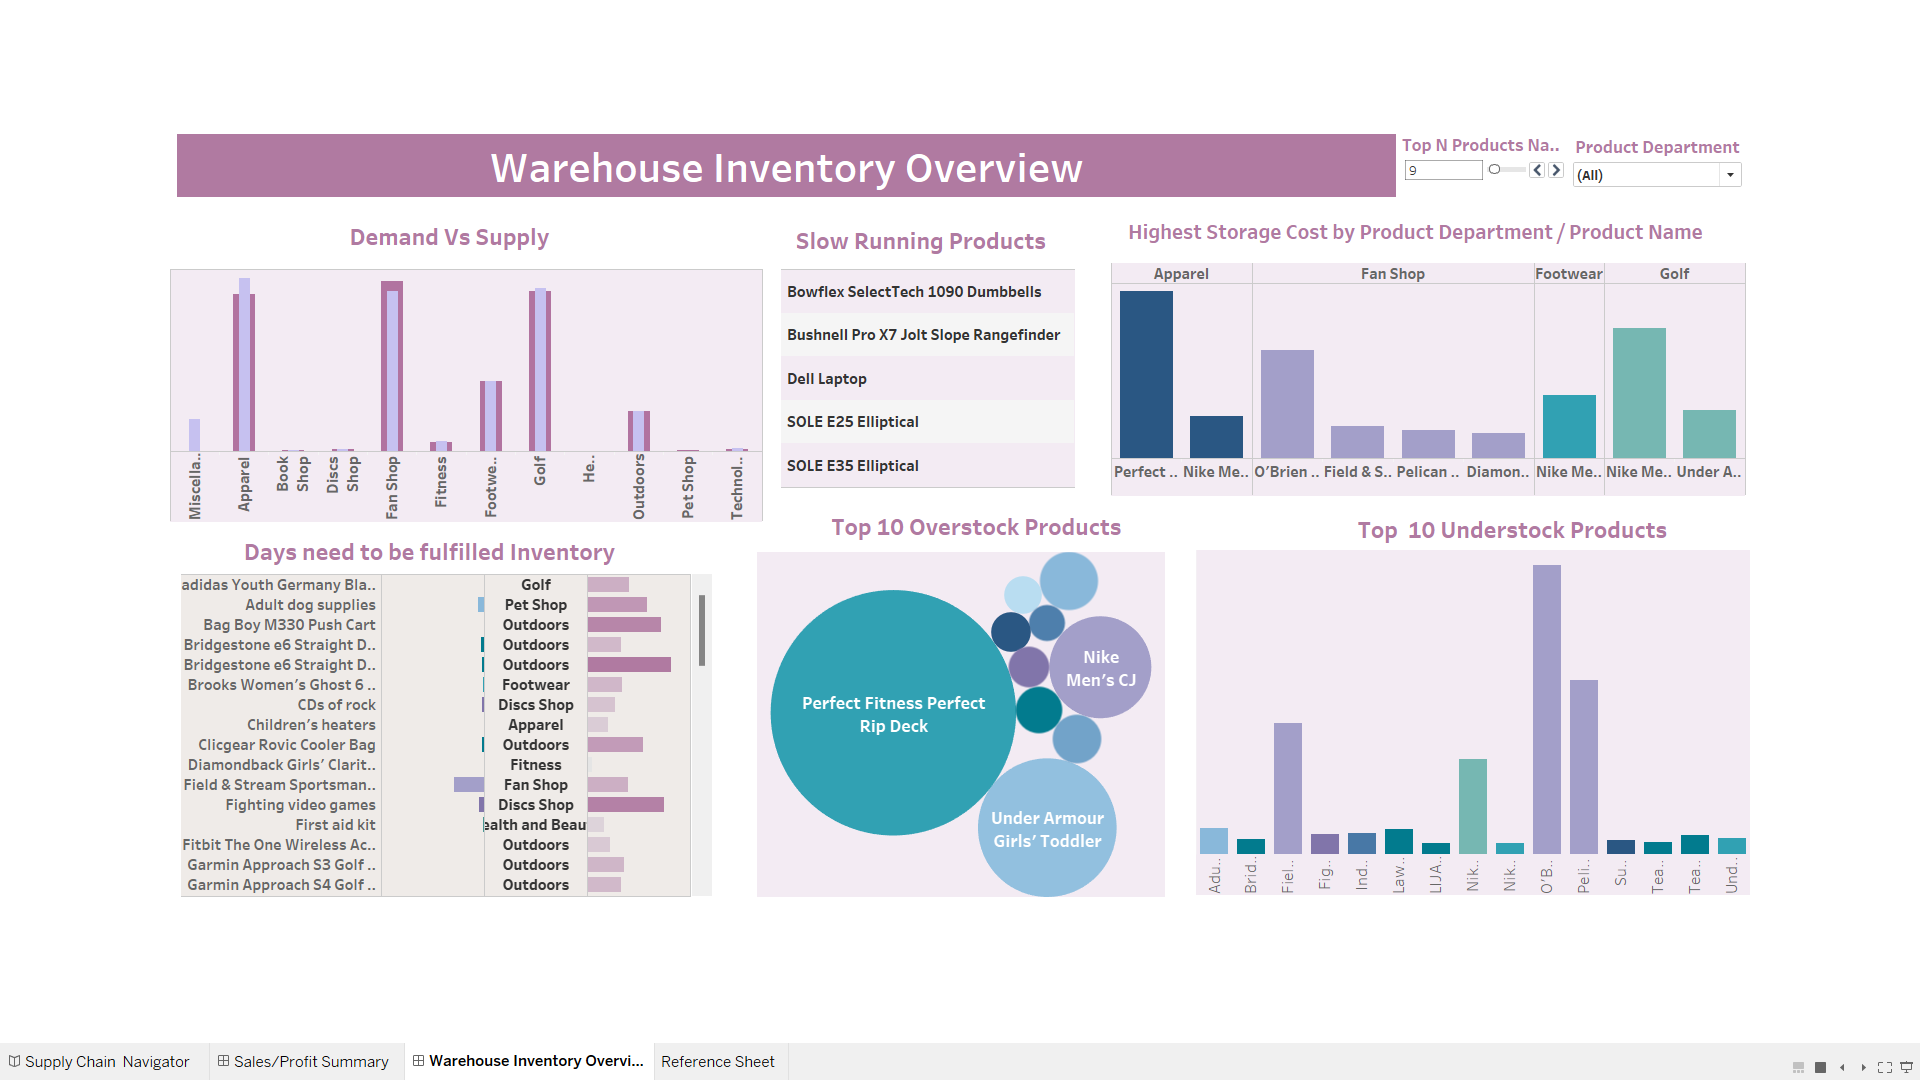 Warehouse Inventory Overview
Top N Products Na..
9
Product Department
(All)
Demand Vs Supply
Miscella..
Apparel
Book
Shop
Discs
Shop
Fan Shop
Fitness
Footwe..
Golf
He..
Outdoors
Pet Shop
Technol..
Slow Running Products
Bowflex SelectTech 1090 Dumbbells
Bushnell Pro X7 Jolt Slope Rangefinder
Dell Laptop
SOLE E25 Elliptical
SOLE E35 Elliptical
Highest Storage Cost by Product Department / Product Name
Apparel Fan Shop Footwear Golf
Perfect .. Nike Me.. O'Brien .. Field & S.. Pelican .. Diamon.. Nike Me.. Nike Me.. Under A..
Days need to be fulfilled Inventory
adidas Youth Germany Bla.. Golf
Adult dog supplies Pet Shop
Bag Boy M330 Push Cart Outdoors
Bridgestone e6 Straight D.. Outdoors
Bridgestone e6 Straight D.. Outdoors
Brooks Women's Ghost 6 .. Footwear
CDs of rock Discs Shop
Children's heaters Apparel
Clicgear Rovic Cooler Bag Outdoors
Diamondback Girls' Clarit.. Fitness
Field & Stream Sportsman.. Fan Shop
Fighting video games Discs Shop
First aid kit ealth and Beau
Fitbit The One Wireless Ac.. Outdoors
Garmin Approach S3 Golf .. Outdoors
Garmin Approach S4 Golf .. Outdoors
Top 10 Overstock Products
Perfect Fitness Perfect
Rip Deck
Nike
Men's CJ
Under Armour
Girls' Toddler
Top 10 Understock Products
Adu..
Brid..
Fiel..
Fig..
Ind..
Law..
LIJA..
Nik..
Nik..
O'B..
Peli..
Su..
Tea..
Tea..
Und..
Supply Chain Navigator
Sales/Profit Summary
Warehouse Inventory Overvi...
Reference Sheet